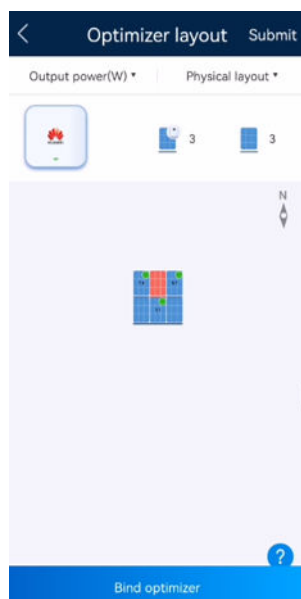 Optimizer layout Submit
Output power(W) Physical layout
3 3
N
Bind optimizer